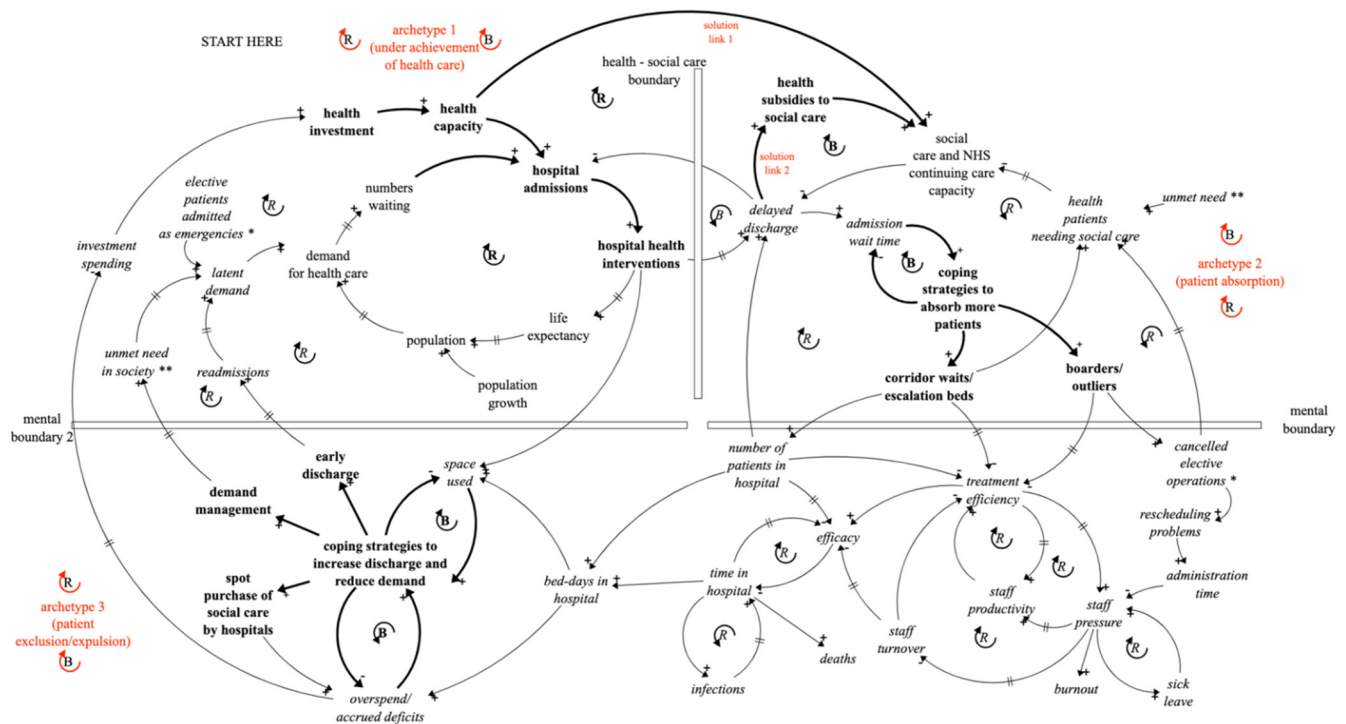 START HERE
R
archetype 1
(under achievement
of health care)
B
solution
link 1
health - social care
boundary
R
health
investment
health
capacity
health
subsidies to
social care
B
social
care and NHS
continuing care
capacity
solution
link 2
hospital
admissions
numbers
waiting
elective
patients
admitted
as emergencies *
R
investment
spending
latent
demand
demand
for health care
R
hospital health
interventions
B
delayed
discharge
admission
wait time
B
R
health
patients
needing social care
unmet need **
B
archetype 2
(patient absorption)
R
coping
strategies to
absorb more
patients
life
expectancy
population
population
growth
unmet need
in society **
readmissions
R
R
R
R
corridor waits/
escalation beds
boarders/
outliers
mental
boundary 2
mental
boundary
early
discharge
demand
management
space
used
B
number of
patients in
hospital
treatment
efficiency
cancelled
elective
operations *
rescheduling
problems
administration
time
efficacy
R
R
R
coping strategies to
increase discharge and
reduce demand
spot
purchase of
social care
by hospitals
B
bed-days in
hospital
time in
hospital
R
deaths
infections
staff
turnover
staff
productivity
R
staff
pressure
R
burnout
sick
leave
R
archetype 3
(patient
exclusion/expulsion)
B
overspend/
accrued deficits